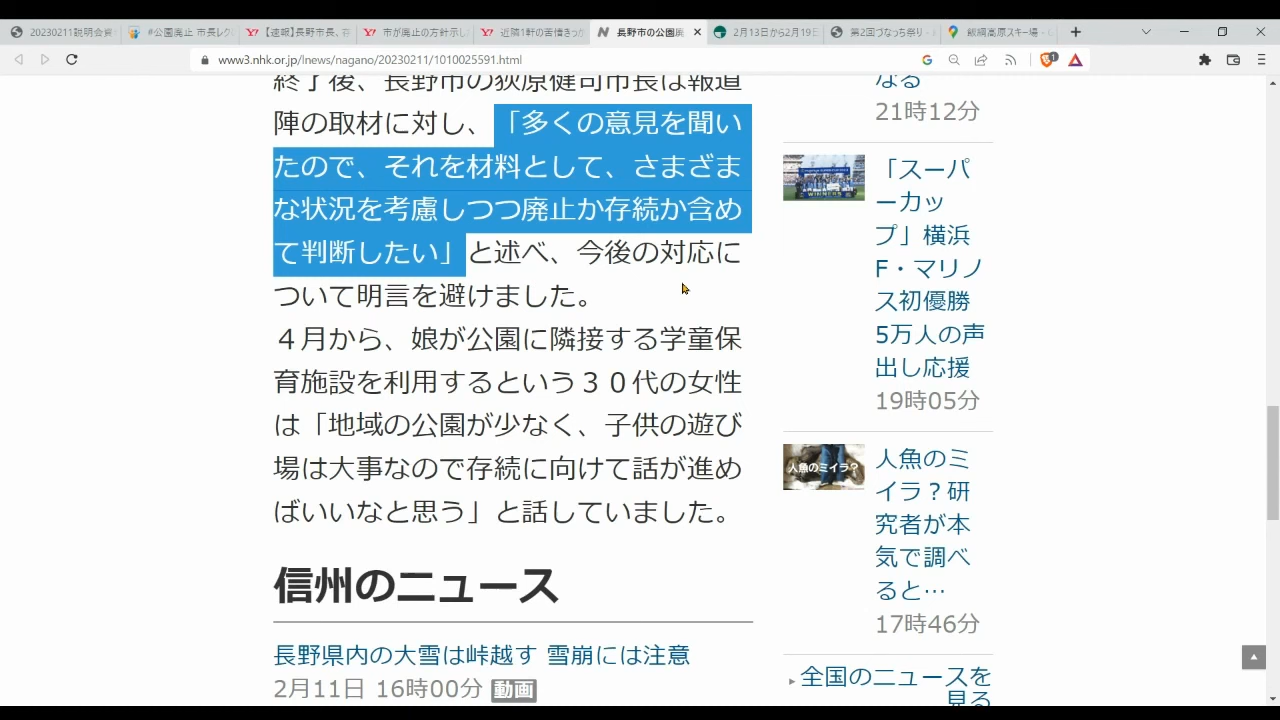 20230211説明会資
#公園廃止 市長レク
【速報】長野市長、存
市が廃止の方針示し
近隣1軒の苦情きっか
長野市の公園廃
2月13日から2月19日
第2回づなっち祭り -
飯綱高原スキー場 - G
www3.nhk.or.jp/lnews/nagano/20230211/1010025591.html
終了後、長野市の荻原健司市長は報道
陣の取材に対し、「多くの意見を聞い
たので、それを材料として、さまざま
な状況を考慮しつつ廃止か存続か含め
て判断したい」と述べ、今後の対応に
ついて明言を避けました。
４月から、娘が公園に隣接する学童保
育施設を利用するという３０代の女性
は「地域の公園が少なく、子供の遊び
場は大事なので存続に向けて話が進め
ばいいなと思う」と話していました。
信州のニュース
長野県内の大雪は峠越す 雪崩には注意
2月11日 16時00分 動画
なる
21時12分
「スーパ
ーカッ
プ」横浜
F・マリノ
ス初優勝
5万人の声
出し応援
19時05分
WINNERS
人魚のミイラ？
人魚のミ
イラ？研
究者が本
気で調べ
ると…
17時46分
全国のニュースを
見る